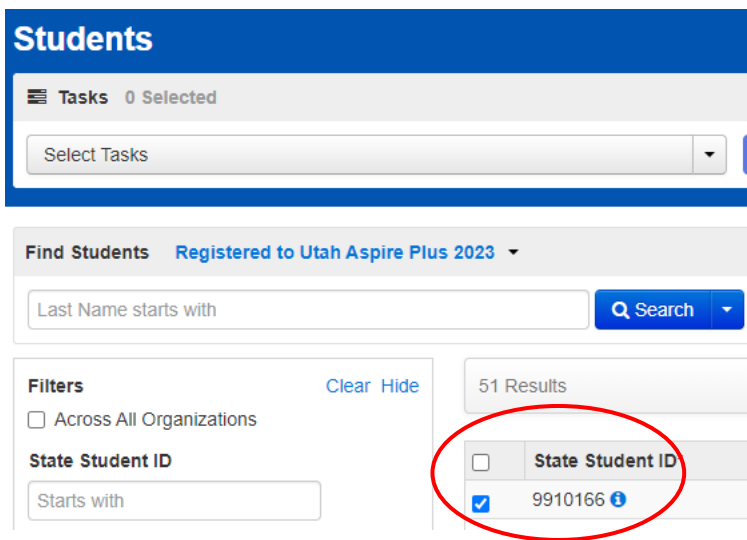 Students
Tasks 0 Selected
Select Tasks
Find Students Registered to Utah Aspire Plus 2023
Last Name starts with
Search
Filters Clear Hide
Across All Organizations
State Student ID
Starts with
51 Results
State Student ID
9910166